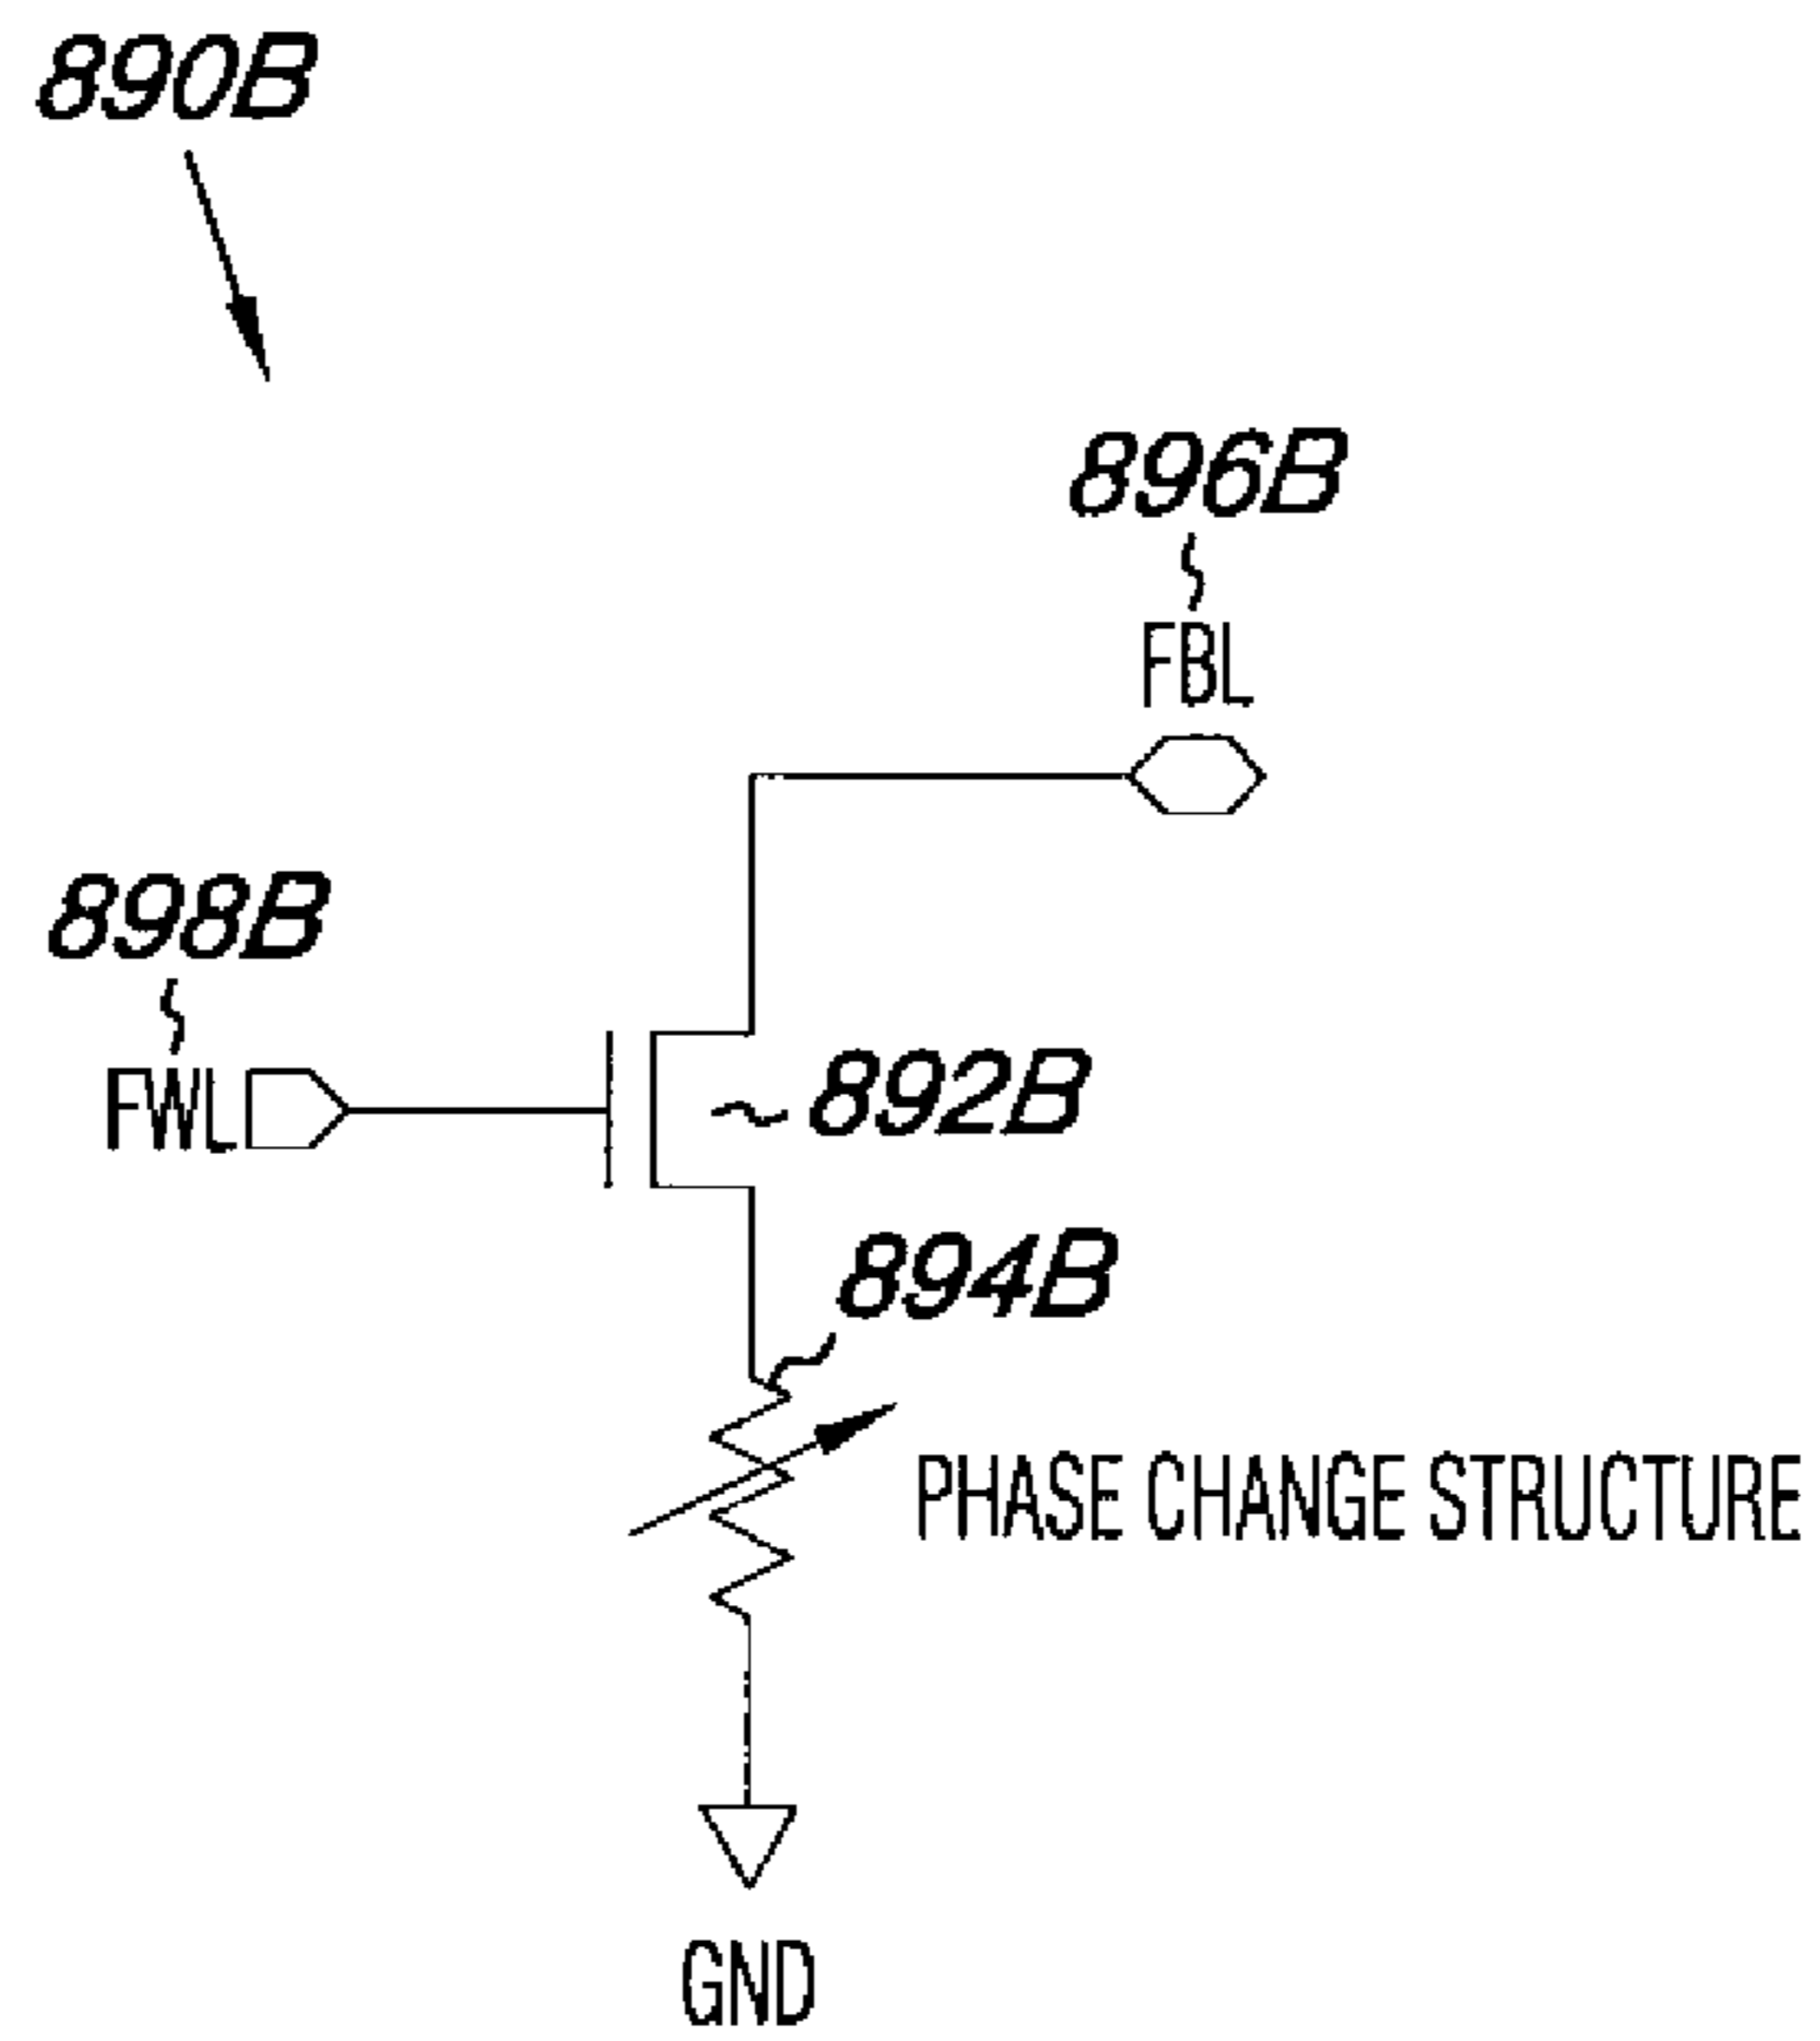 890B
896B
FBL
898B
FWL
892B
894B
PHASE CHANGE STRUCTURE
GND